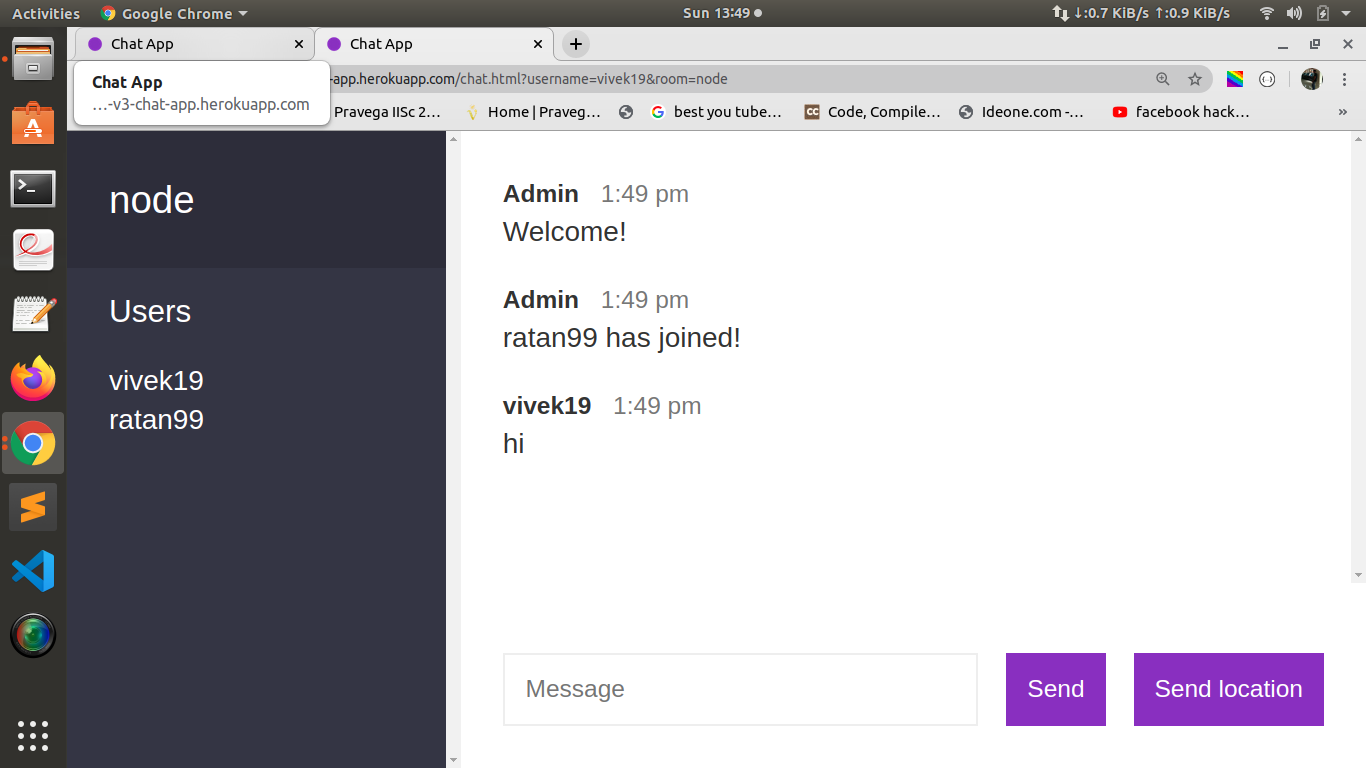 Activities Google Chrome Sun 13:49 ↓:0.7 KiB/s ↑:0.9 KiB/s
Chat App Chat App
Chat App
…-v3-chat-app.herokuapp.com
-app.herokuapp.com/chat.html?username=vivek19&room=node
Pravega IISc 2… Home | Praveg… best you tube… CC Code, Compile… Ideone.com -… facebook hack… »
node
Users
vivek19
ratan99
Admin 1:49 pm
Welcome!
Admin 1:49 pm
ratan99 has joined!
vivek19 1:49 pm
hi
Message Send Send location